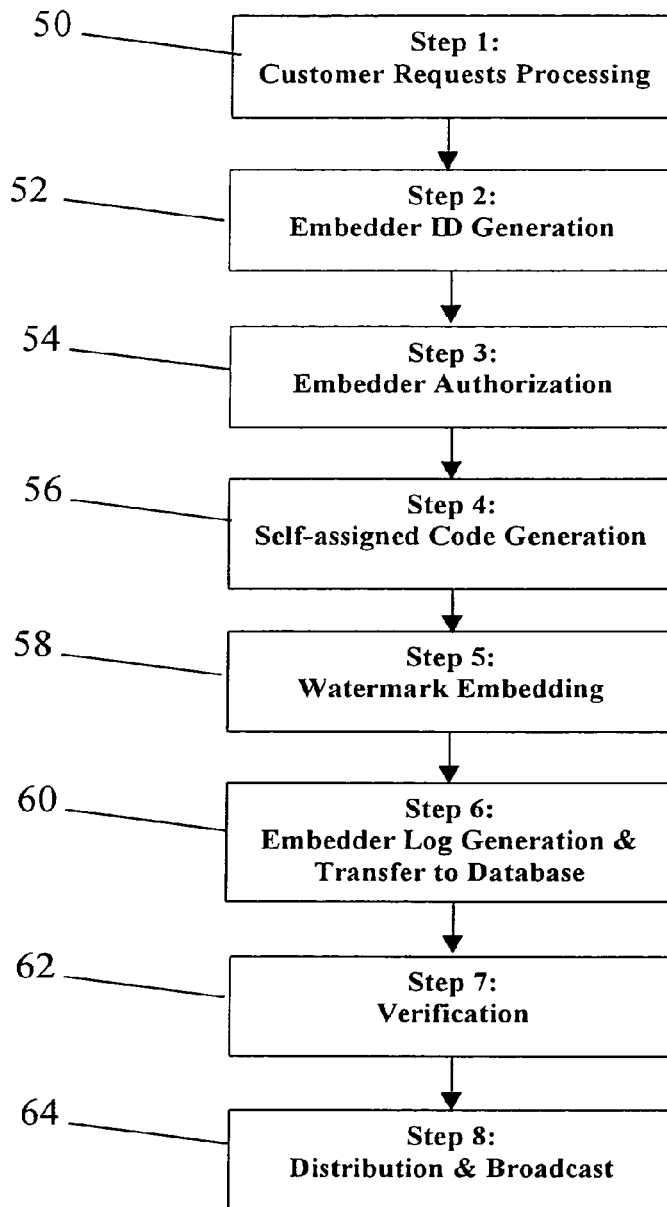 50
Step 1:
Customer Requests Processing
52
Step 2:
Embedder ID Generation
54
Step 3:
Embedder Authorization
56
Step 4:
Self-assigned Code Generation
58
Step 5:
Watermark Embedding
60
Step 6:
Embedder Log Generation &
Transfer to Database
62
Step 7:
Verification
64
Step 8:
Distribution & Broadcast